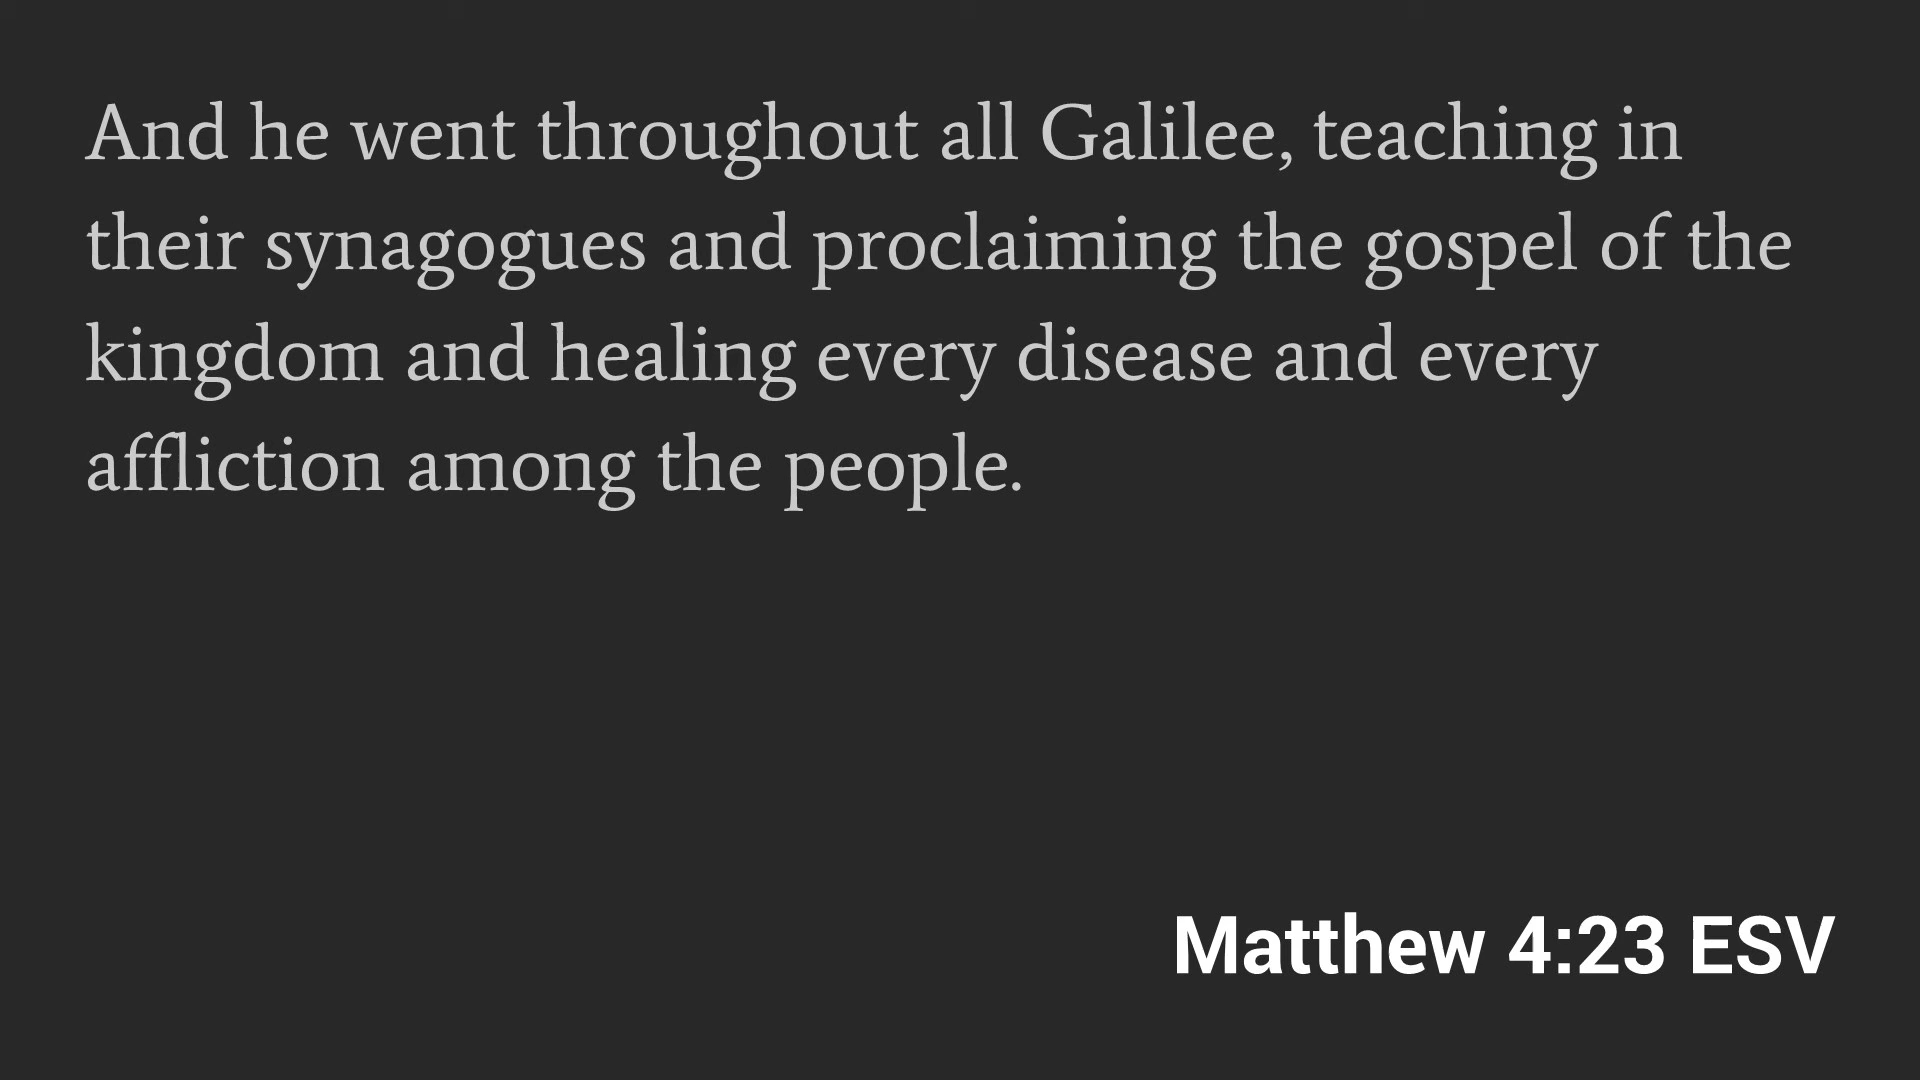 And he went throughout all Galilee, teaching in
their synagogues and proclaiming the gospel of the
kingdom and healing every disease and every
affliction among the people.
Matthew 4:23 ESV